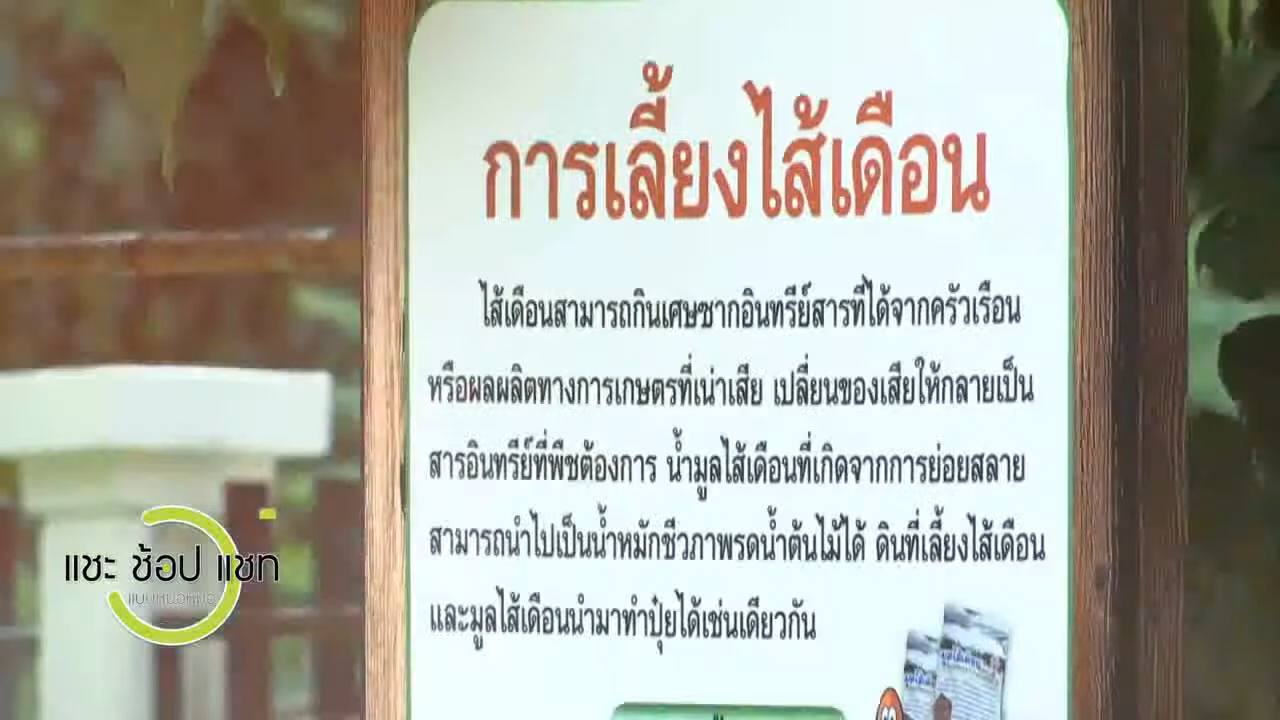 การเลี้ยงไส้เดือน
ไส้เดือนสามารถกินเศษซากอินทรีย์สารที่ได้จากครัวเรือน
หรือผลผลิตทางการเกษตรที่เน่าเสีย เปลี่ยนของเสียให้กลายเป็น
สารอินทรีย์ที่พืชต้องการ น้ำมูลไส้เดือนที่เกิดจากการย่อยสลาย
สามารถนำไปเป็นน้ำหมักชีวภาพรดน้ำต้นไม้ได้ ดินที่เลี้ยงไส้เดือน
และมูลไส้เดือนนำมาทำปุ๋ยได้เช่นเดียวกัน
แชะ ช้อป แชท